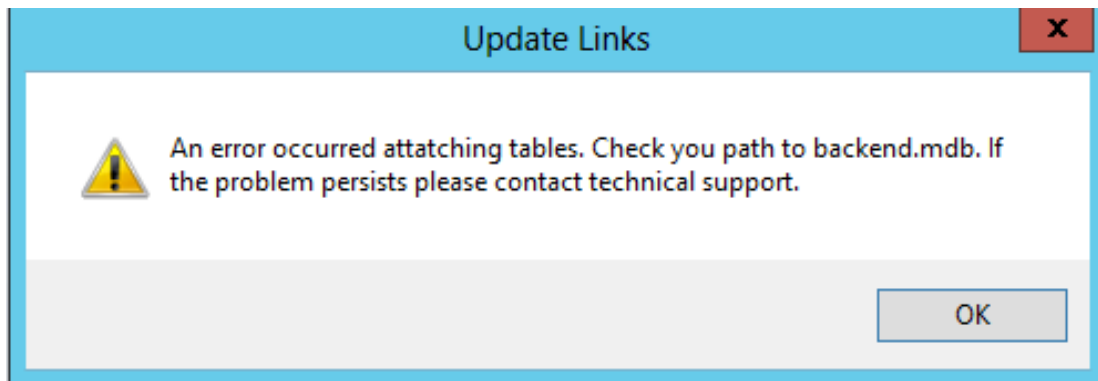 Update Links
x
An error occurred attatching tables. Check you path to backend.mdb. If
the problem persists please contact technical support.
OK